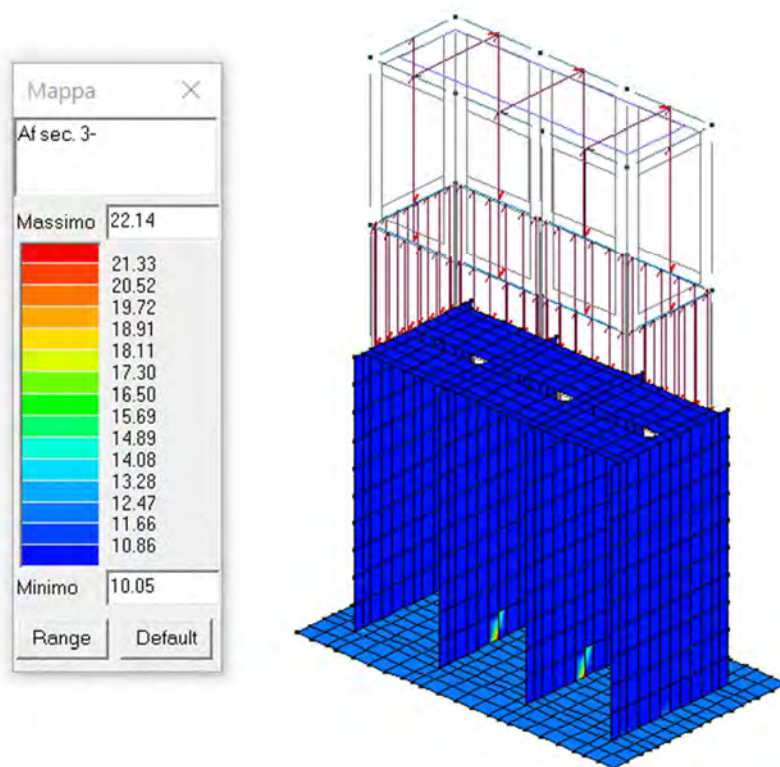 Mappa
Af sec. 3-
Massimo 22.14
21.33
20.52
19.72
18.91
18.11
17.30
16.50
15.69
14.89
14.08
13.28
12.47
11.66
10.86
Minimo 10.05
Range Default